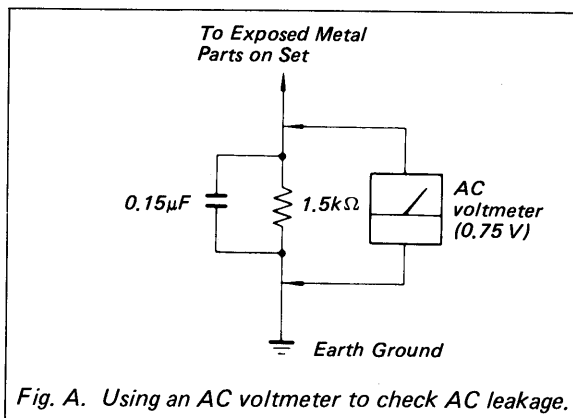 To Exposed Metal
Parts on Set
0.15µF
1.5kΩ
AC
voltmeter
(0.75 V)
Earth Ground
Fig. A. Using an AC voltmeter to check AC leakage.